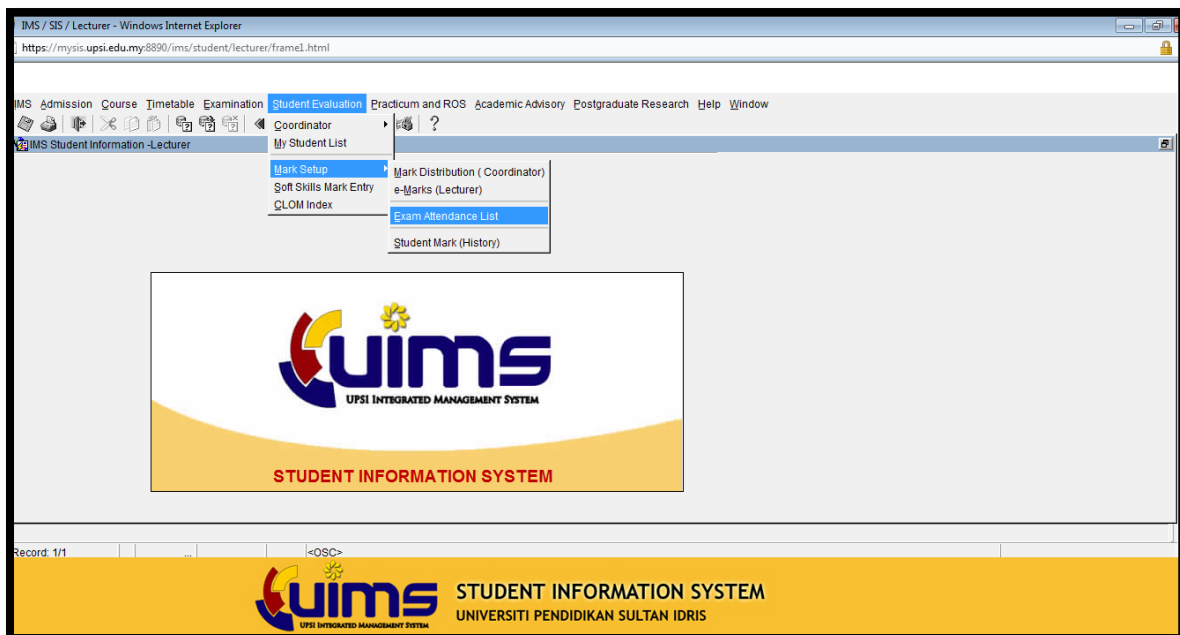 IMS / SIS / Lecturer - Windows Internet Explorer
https://mysis.upsi.edu.my:8890/ims/student/lecturer/frame1.html
IMS Admission Course Timetable Examination Student Evaluation Practicum and ROS Academic Advisory Postgraduate Research Help Window
IMS Student Information -Lecturer
Coordinator
My Student List
Mark Setup
Soft Skills Mark Entry
CLOM Index
Mark Distribution ( Coordinator)
e-Marks (Lecturer)
Exam Attendance List
Student Mark (History)
uims
UPSI INTEGRATED MANAGEMENT SYSTEM
STUDENT INFORMATION SYSTEM
Record: 1/1 ... <OSC>
uims
UPSI INTEGRATED MANAGEMENT SYSTEM
STUDENT INFORMATION SYSTEM
UNIVERSITI PENDIDIKAN SULTAN IDRIS